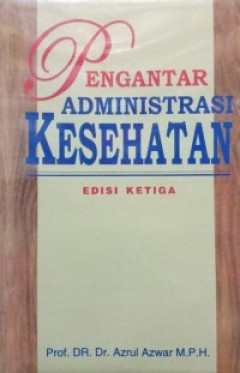 PENGANTAR
ADMINISTRASI
KESEHATAN
EDISI KETIGA
Prof. DR. Dr. Azrul Azwar M.P.H.